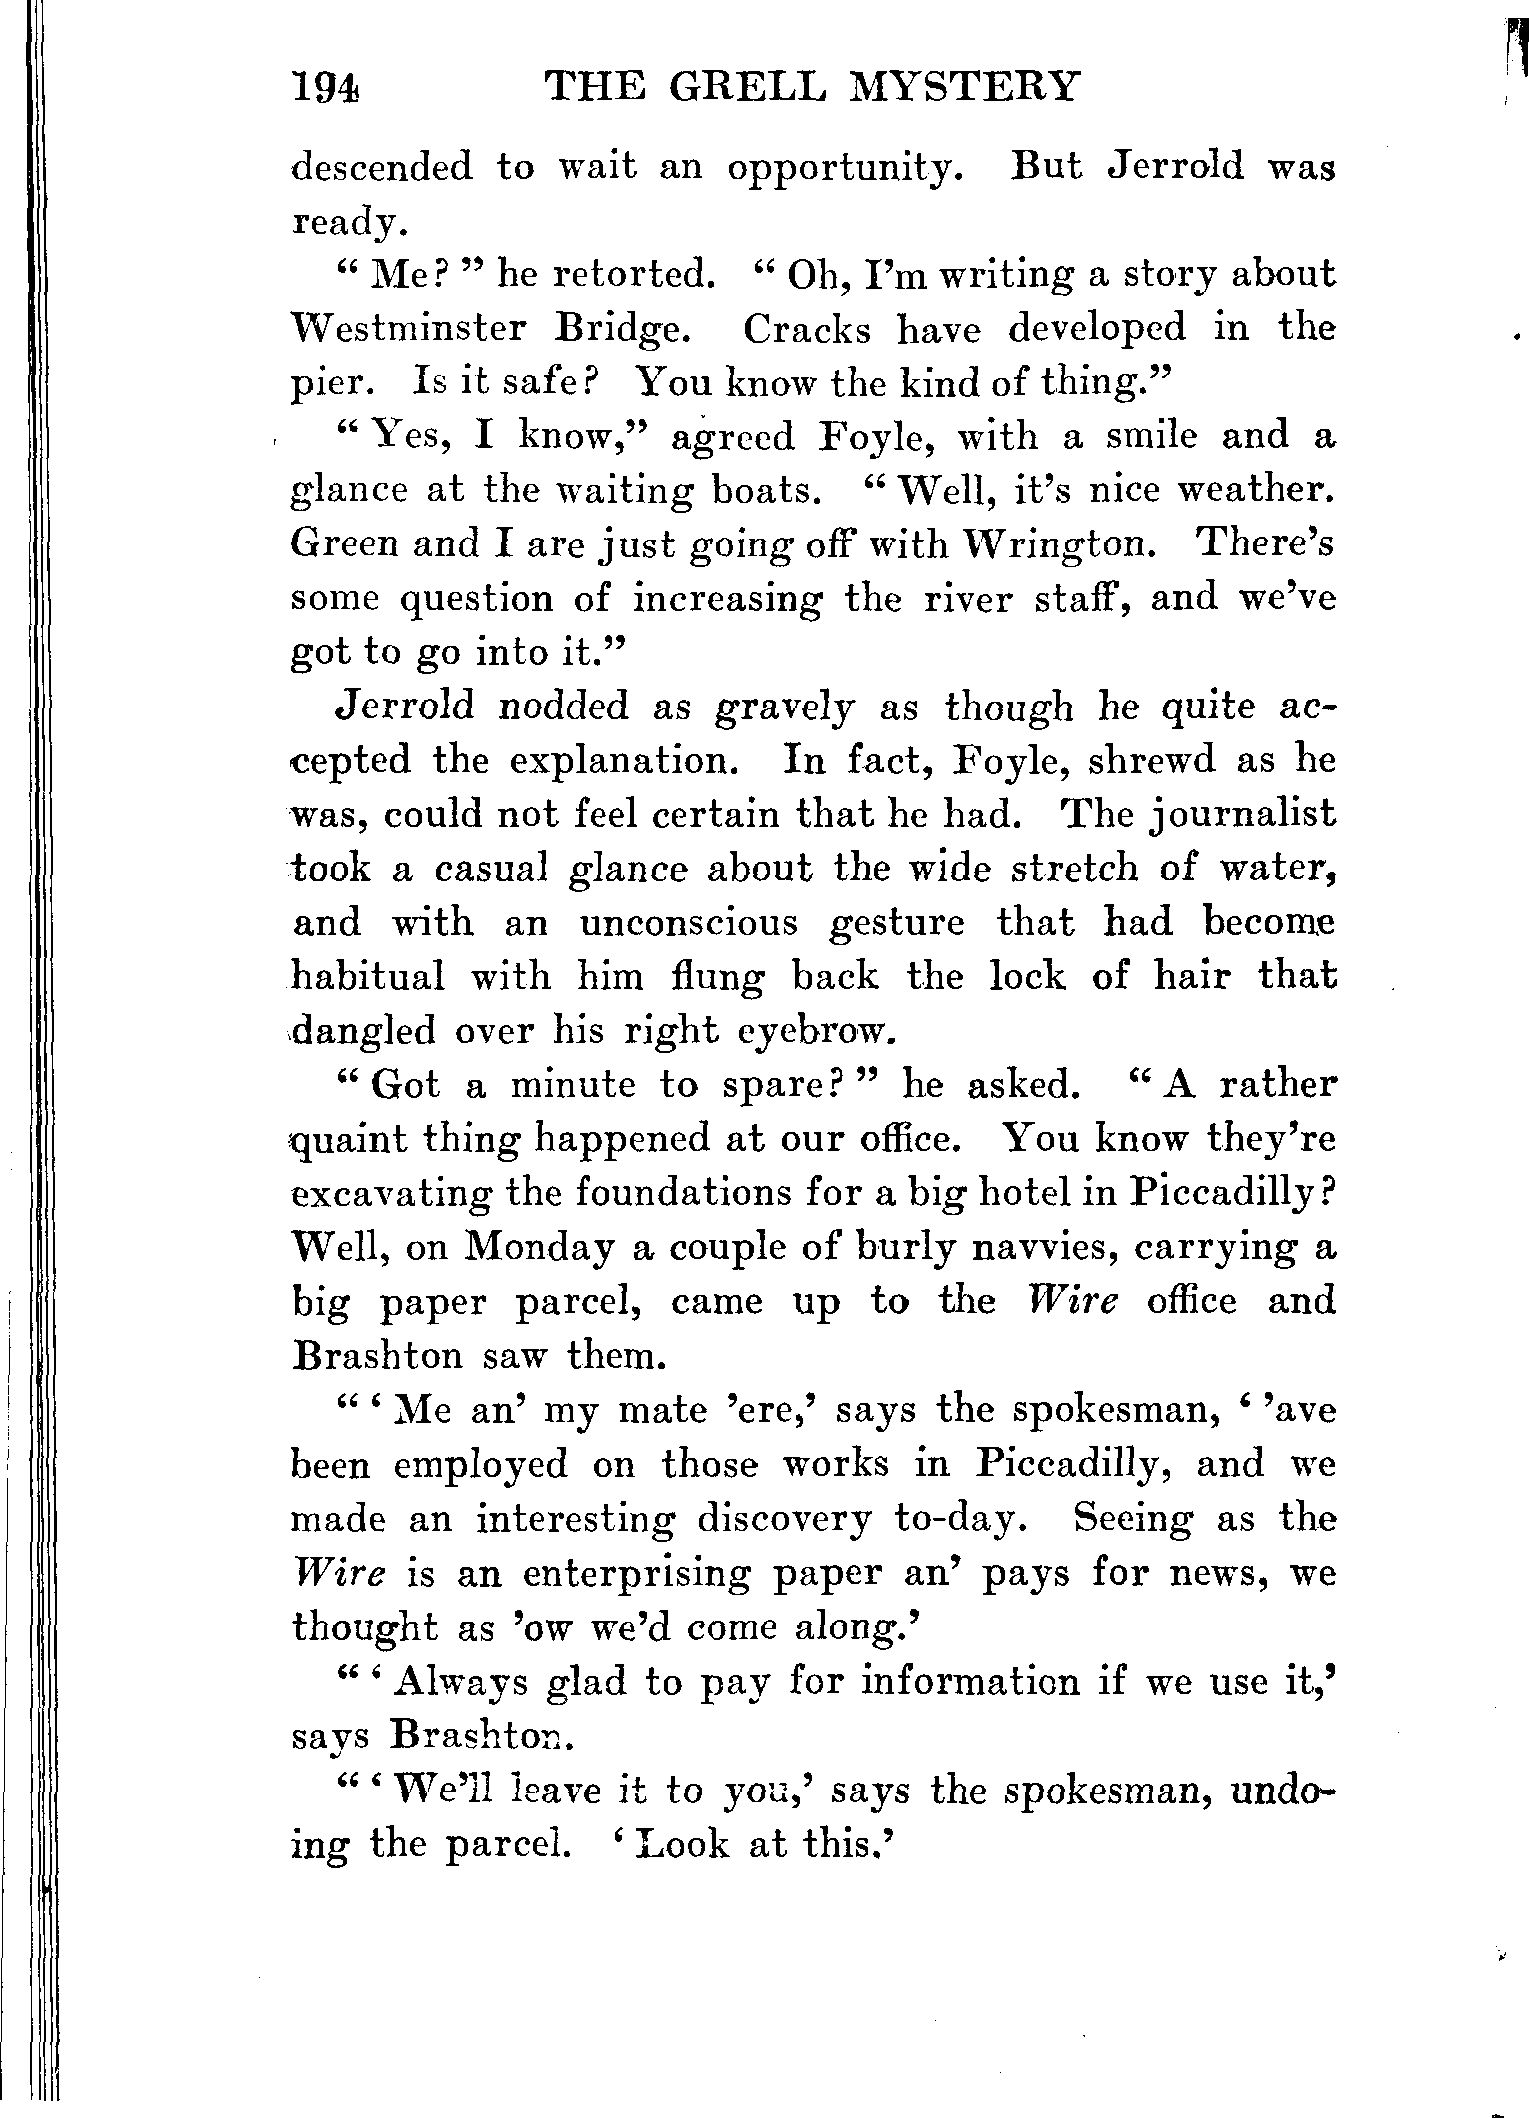 194 THE GRELL MYSTERY
descended to wait an opportunity. But Jerrold was
ready.
“ Me? ” he retorted. “ Oh, I’m writing a story about
Westminster Bridge. Cracks have developed in the
pier. Is it safe? You know the kind of thing.”
“ Yes, I know,” agreed Foyle, with a smile and a
glance at the waiting boats. “ Well, it’s nice weather.
Green and I are just going off with Wrington. There’s
some question of increasing the river staff, and we’ve
got to go into it.”
Jerrold nodded as gravely as though he quite ac-
cepted the explanation. In fact, Foyle, shrewd as he
was, could not feel certain that he had. The journalist
took a casual glance about the wide stretch of water,
and with an unconscious gesture that had become
habitual with him flung back the lock of hair that
dangled over his right eyebrow.
“ Got a minute to spare? ” he asked. “ A rather
quaint thing happened at our office. You know they’re
excavating the foundations for a big hotel in Piccadilly?
Well, on Monday a couple of burly navvies, carrying a
big paper parcel, came up to the Wire office and
Brashton saw them.
“ ‘ Me an’ my mate ’ere,’ says the spokesman, ‘ ’ave
been employed on those works in Piccadilly, and we
made an interesting discovery to-day. Seeing as the
Wire is an enterprising paper an’ pays for news, we
thought as ’ow we’d come along.’
“ ‘ Always glad to pay for information if we use it,’
says Brashton.
“ ‘ We’ll leave it to you,’ says the spokesman, undo-
ing the parcel. ‘ Look at this.’